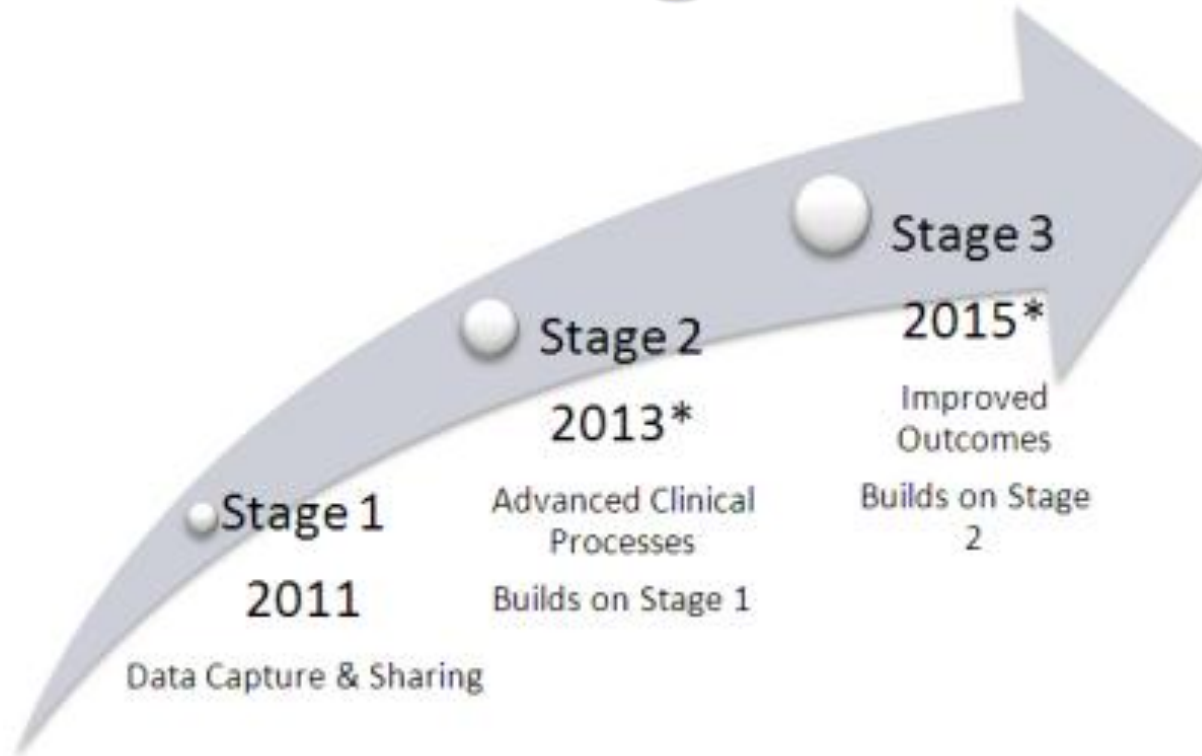 Stage 1
2011
Data Capture & Sharing
Stage 2
2013*
Advanced Clinical
Processes
Builds on Stage 1
Stage 3
2015*
Improved
Outcomes
Builds on Stage
2